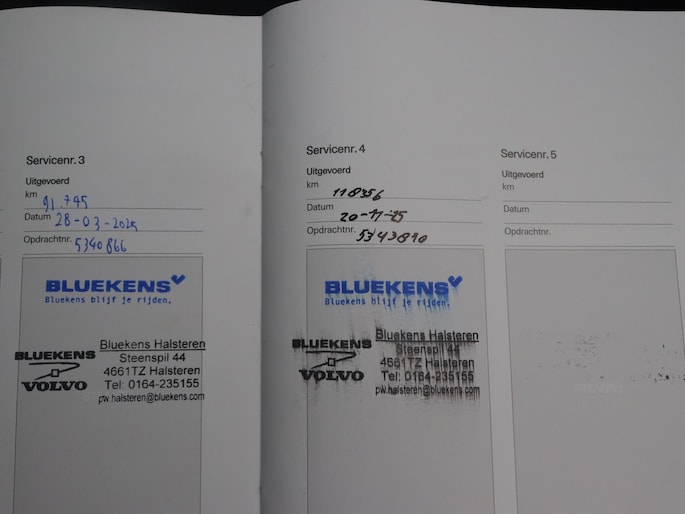 Servicenr. 3
Uitgevoerd
km 91.745
Datum 28-03-2025
Opdrachtnr. 5340866
BLUEKENS
Bluekens blijf je rijden.
BLUEKENS
VOLVO
Bluekens Halsteren
Steenspil 44
4661TZ Halsteren
Tel: 0164-235155
pw.halsteren@bluekens.com
Servicenr. 4
Uitgevoerd
km 118356
Datum 20-11-25
Opdrachtnr. 5343890
BLUEKENS
Bluekens blijf je rijden.
BLUEKENS
VOLVO
Bluekens Halsteren
Steenspil 44
4661TZ Halsteren
Tel: 0164-235155
pw.halsteren@bluekens.com
Servicenr. 5
Uitgevoerd
km
Datum
Opdrachtnr.